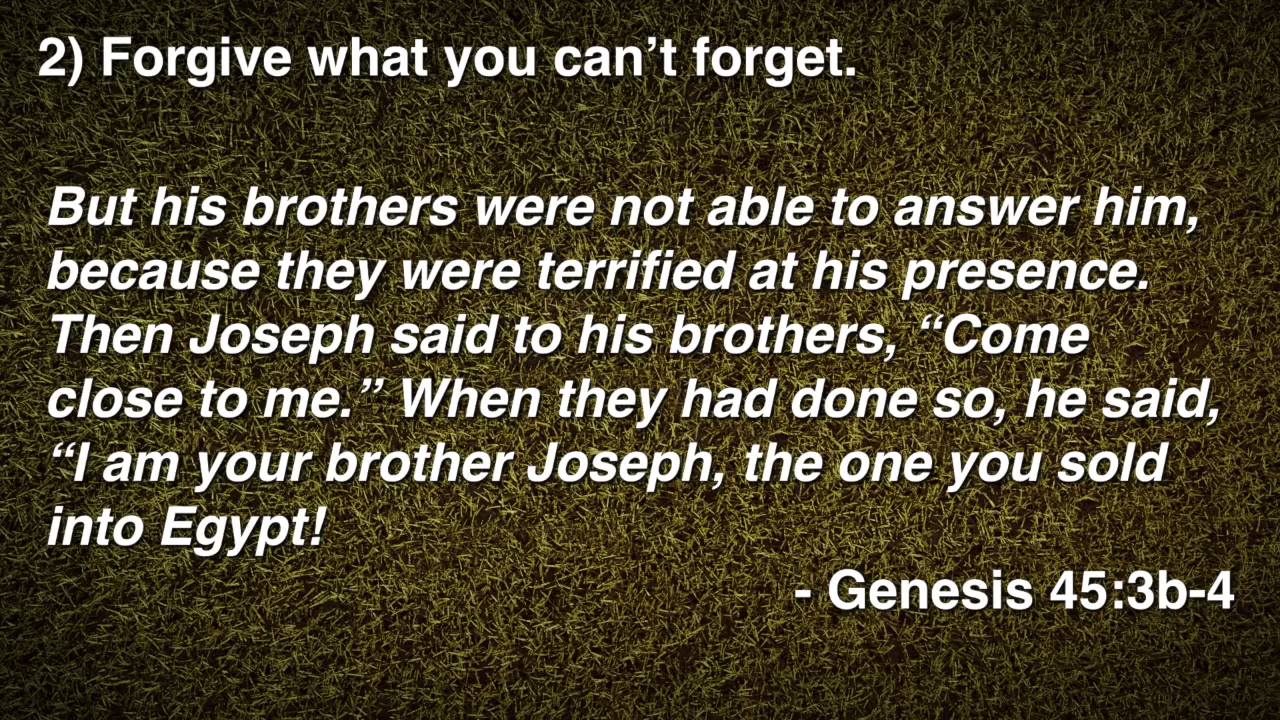 2) Forgive what you can’t forget.
But his brothers were not able to answer him,
because they were terrified at his presence.
Then Joseph said to his brothers, “Come
close to me.” When they had done so, he said,
“I am your brother Joseph, the one you sold
into Egypt!
- Genesis 45:3b-4